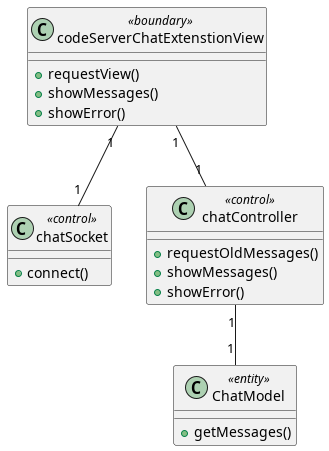 C
«boundary»
codeServerChatExtenstionView
requestView()
showMessages()
showError()
1
1
1
1
C
«control»
chatSocket
connect()
C
«control»
chatController
requestOldMessages()
showMessages()
showError()
1
1
C
«entity»
ChatModel
getMessages()